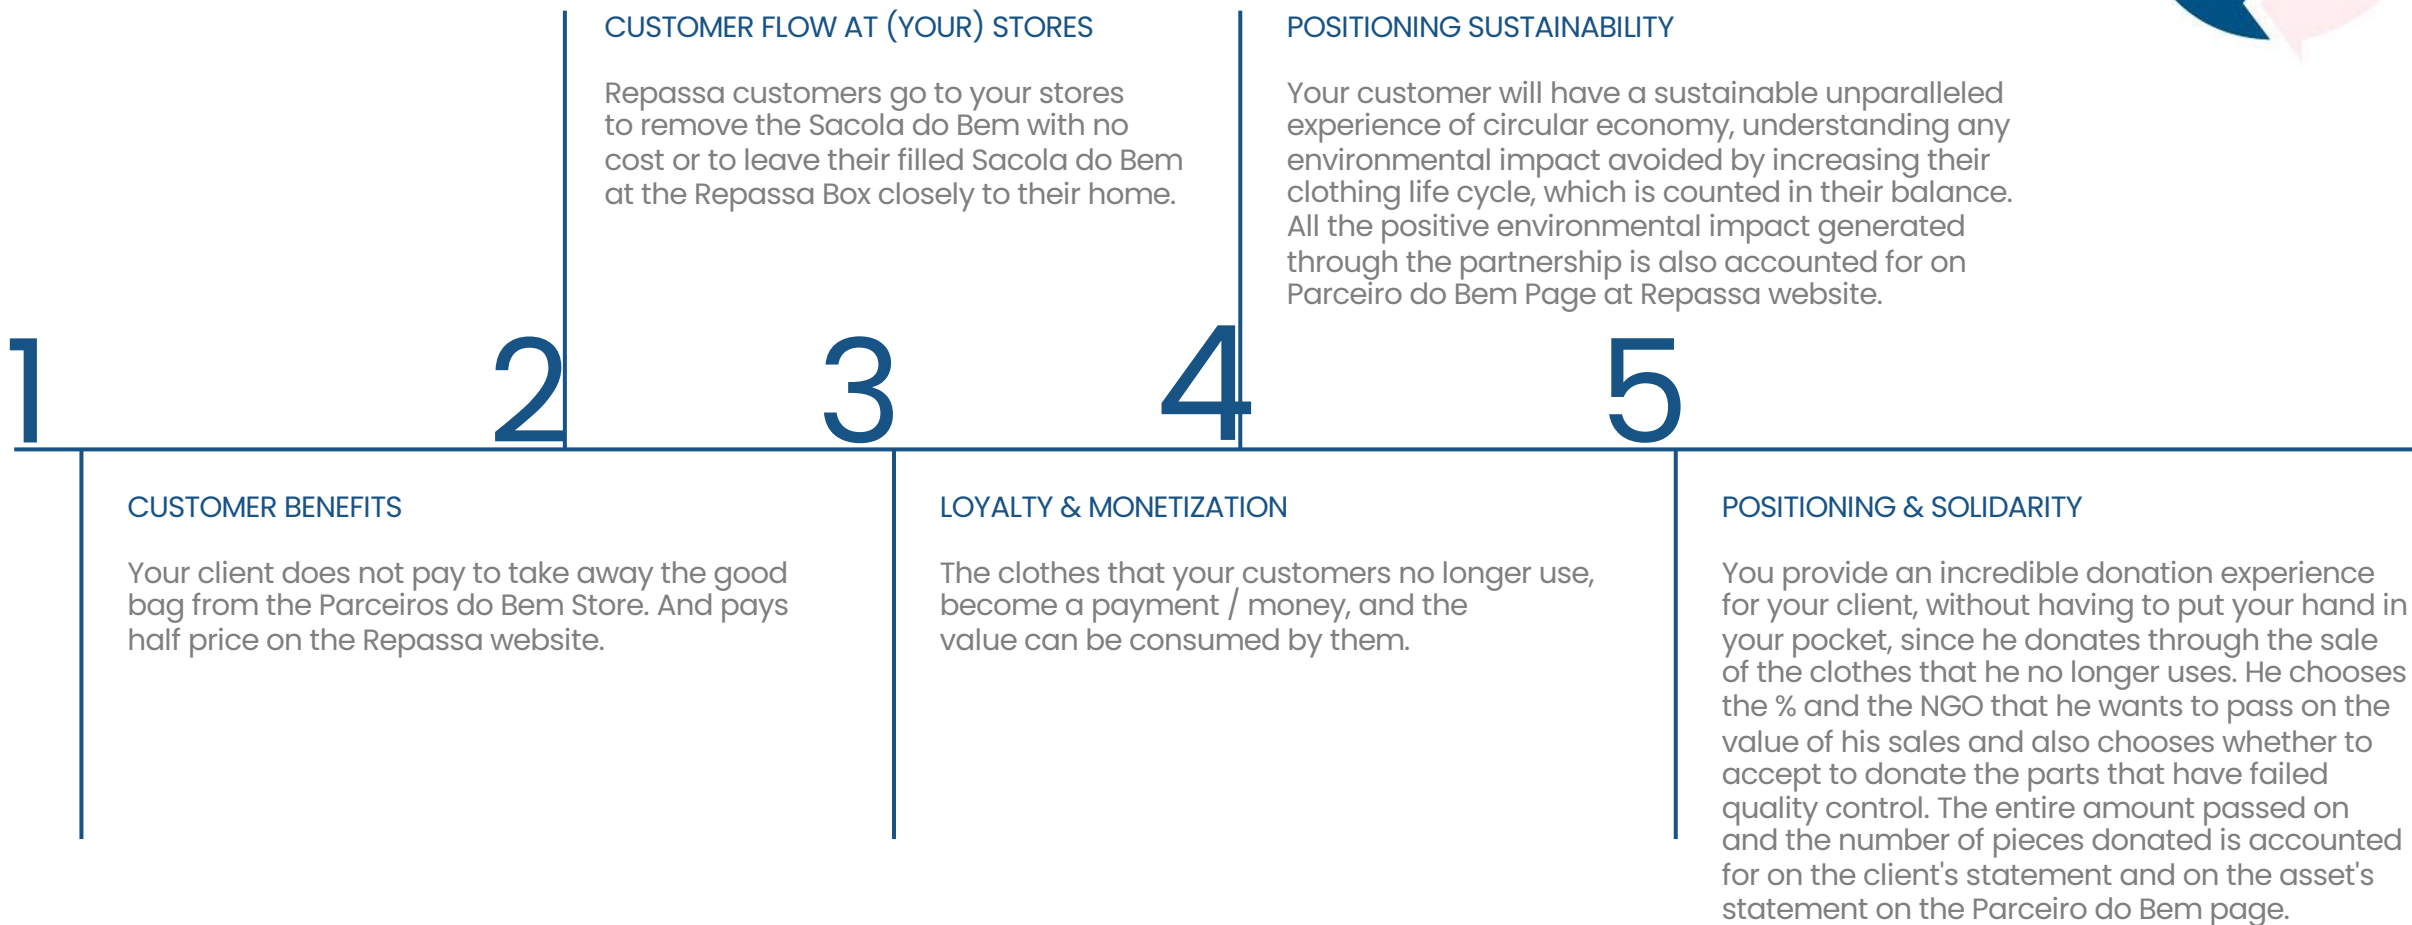 1
CUSTOMER BENEFITS
Your client does not pay to take away the good
bag from the Parceiros do Bem Store. And pays
half price on the Repassa website.
2
CUSTOMER FLOW AT (YOUR) STORES
Repassa customers go to your stores
to remove the Sacola do Bem with no
cost or to leave their filled Sacola do Bem
at the Repassa Box closely to their home.
3
LOYALTY & MONETIZATION
The clothes that your customers no longer use,
become a payment / money, and the
value can be consumed by them.
4
POSITIONING SUSTAINABILITY
Your customer will have a sustainable unparalleled
experience of circular economy, understanding any
environmental impact avoided by increasing their
clothing life cycle, which is counted in their balance.
All the positive environmental impact generated
through the partnership is also accounted for on
Parceiro do Bem Page at Repassa website.
5
POSITIONING & SOLIDARITY
You provide an incredible donation experience
for your client, without having to put your hand in
your pocket, since he donates through the sale
of the clothes that he no longer uses. He chooses
the % and the NGO that he wants to pass on the
value of his sales and also chooses whether to
accept to donate the parts that have failed
quality control. The entire amount passed on
and the number of pieces donated is accounted
for on the client's statement and on the asset's
statement on the Parceiro do Bem page.